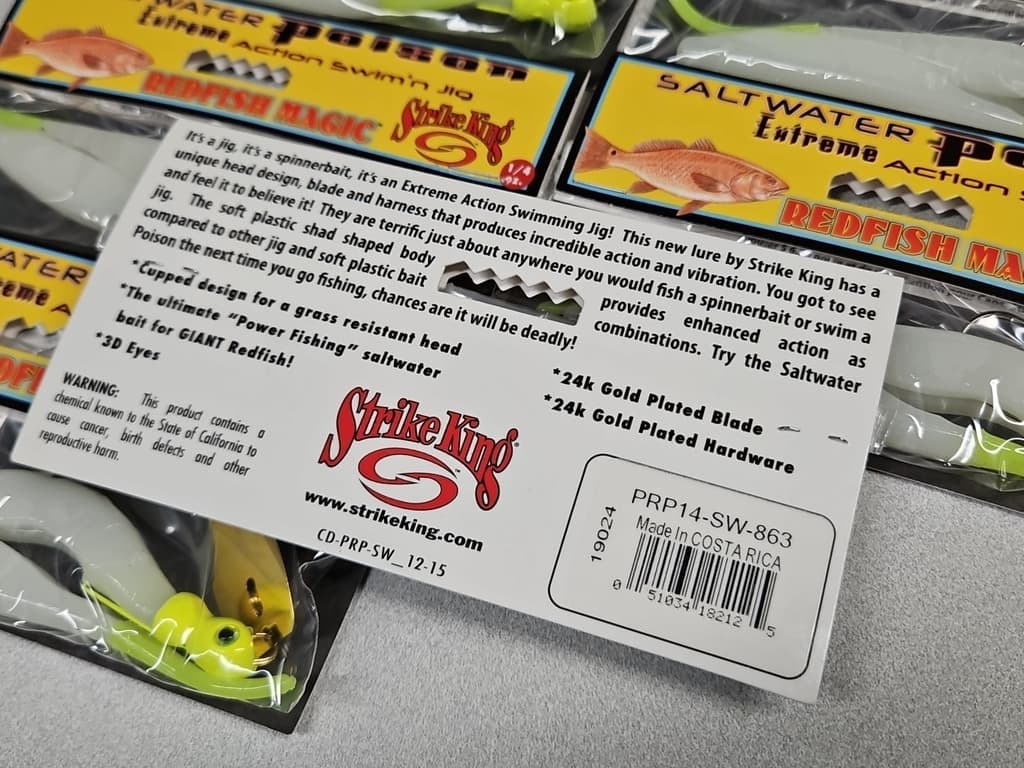 SALTWATER Poison
Extreme Action Swim'n Jig
REDFISH MAGIC
Strike King
1/4 oz.
SALTWATER
Extreme Action
REDFISH
It's a jig, it's a spinnerbait, it's an Extreme Action Swimming Jig! This new lure by Strike King has a
unique head design, blade and harness that produces incredible action and vibration. You got to see
and feel it to believe it! They are terrific just about anywhere you would fish a spinnerbait or swim a
jig. The soft plastic shad shaped body provides enhanced action as
compared to other jig and soft plastic bait combinations. Try the Saltwater
Poison the next time you go fishing, chances are it will be deadly!
*Cupped design for a grass resistant head
*The ultimate "Power Fishing" saltwater
bait for GIANT Redfish!
*3D Eyes
*24k Gold Plated Blade
*24k Gold Plated Hardware
WARNING: This product contains a
chemical known to the State of California to
cause cancer, birth defects and other
reproductive harm.
Strike King
www.strikeking.com
CD-PRP-SW_12-15
19024
PRP14-SW-863
Made In COSTA RICA
0 51034 18212 5